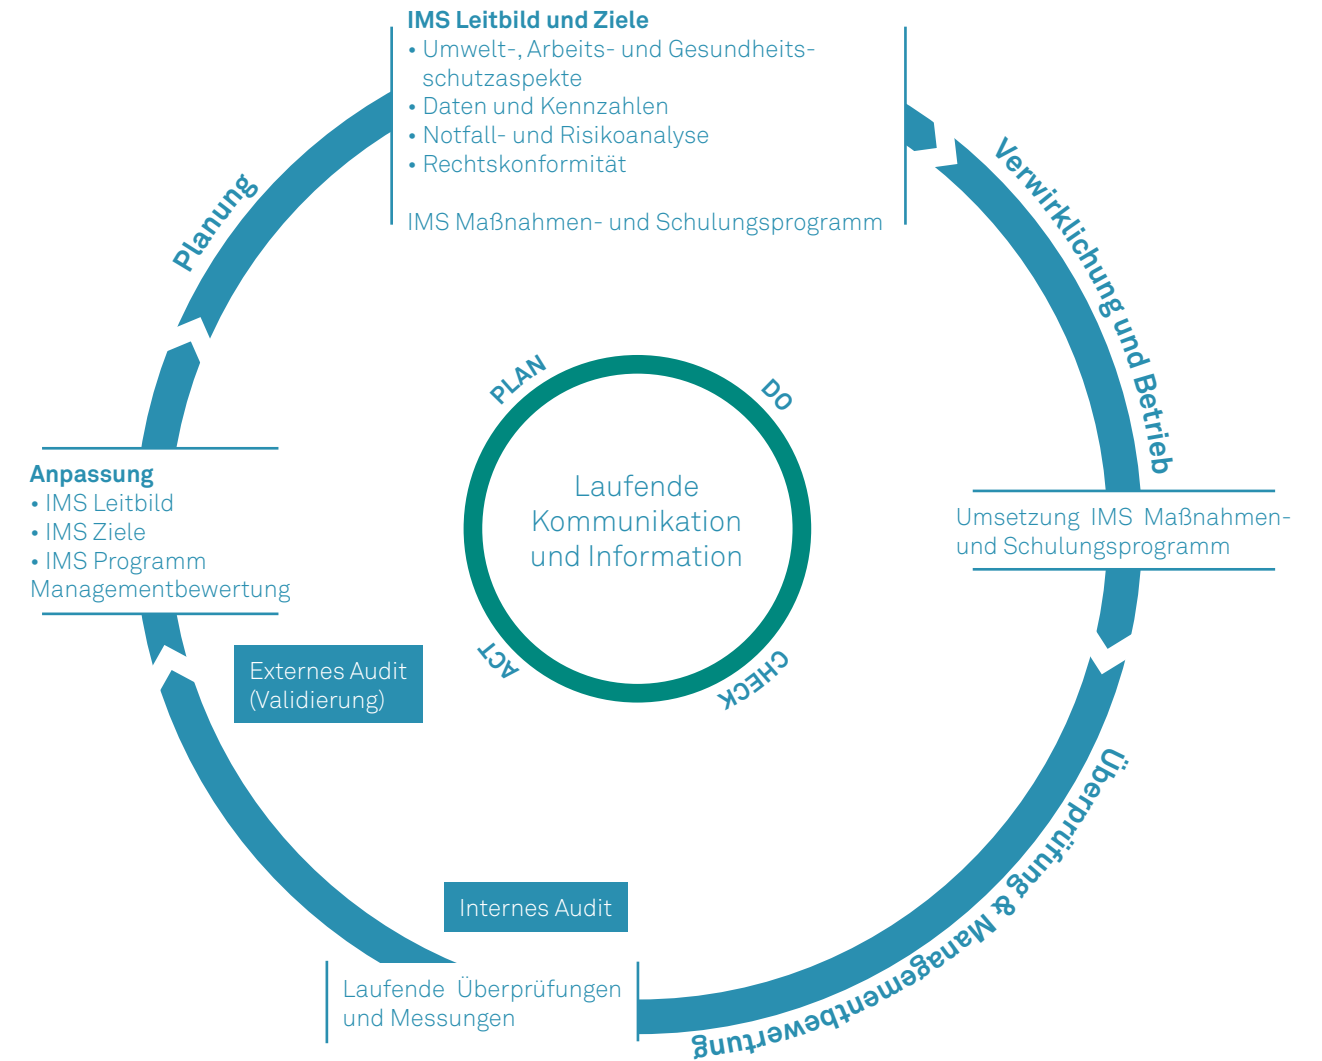 IMS Leitbild und Ziele
• Umwelt-, Arbeits- und Gesundheits-
schutzaspekte
• Daten und Kennzahlen
• Notfall- und Risikoanalyse
• Rechtskonformität
IMS Maßnahmen- und Schulungsprogramm
Planung
Verwirklichung und Betrieb
PLAN
DO
Laufende
Kommunikation
und Information
ACT
CHECK
Anpassung
• IMS Leitbild
• IMS Ziele
• IMS Programm
Managementbewertung
Umsetzung IMS Maßnahmen-
und Schulungsprogramm
Externes Audit
(Validierung)
Überprüfung & Managementbewertung
Internes Audit
Laufende Überprüfungen
und Messungen